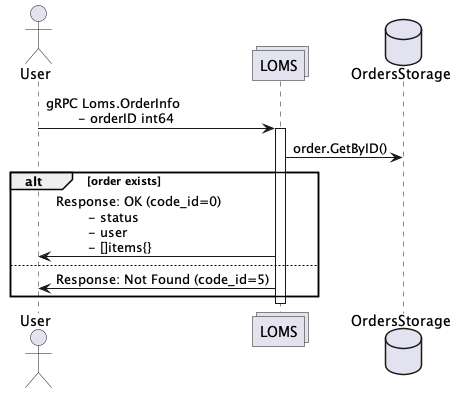 User
LOMS
OrdersStorage
gRPC Loms.OrderInfo
- orderID int64
order.GetByID()
alt
[order exists]
Response: OK (code_id=0)
- status
- user
- []items{}
Response: Not Found (code_id=5)
User
LOMS
OrdersStorage